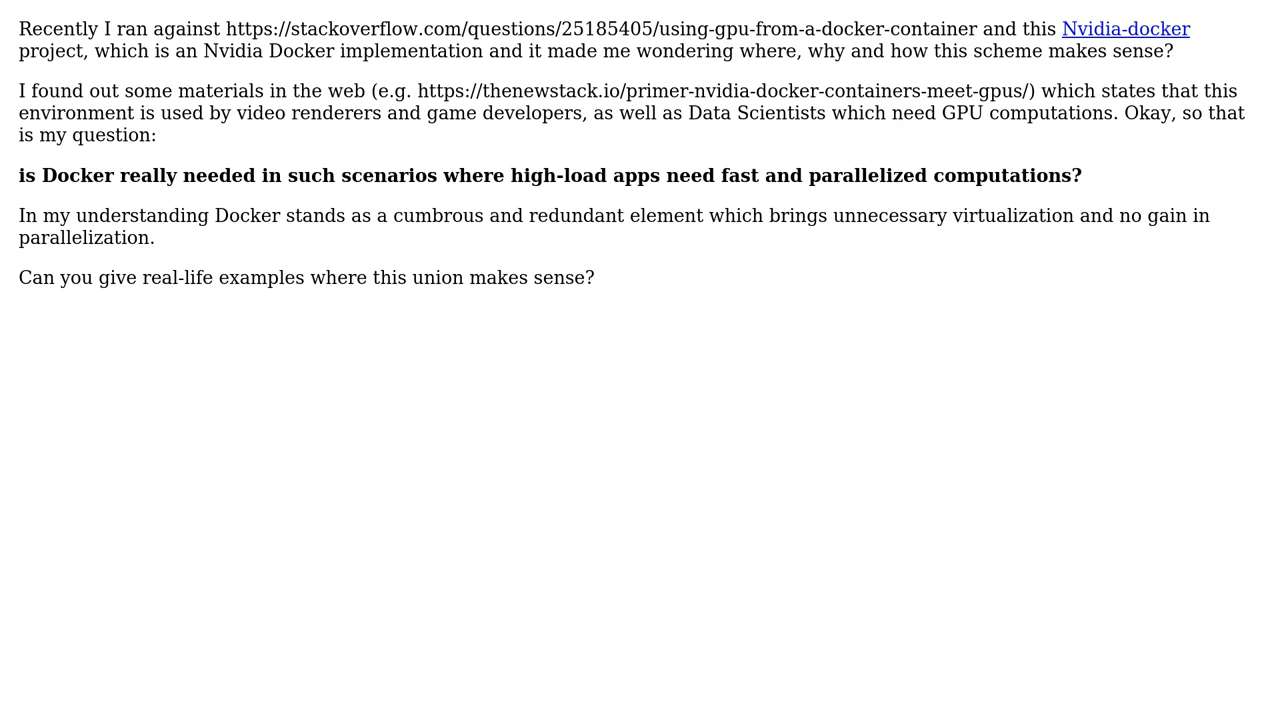 Recently I ran against https://stackoverflow.com/questions/25185405/using-gpu-from-a-docker-container and this Nvidia-docker
project, which is an Nvidia Docker implementation and it made me wondering where, why and how this scheme makes sense?
I found out some materials in the web (e.g. https://thenewstack.io/primer-nvidia-docker-containers-meet-gpus/) which states that this
environment is used by video renderers and game developers, as well as Data Scientists which need GPU computations. Okay, so that
is my question:
is Docker really needed in such scenarios where high-load apps need fast and parallelized computations?
In my understanding Docker stands as a cumbrous and redundant element which brings unnecessary virtualization and no gain in
parallelization.
Can you give real-life examples where this union makes sense?